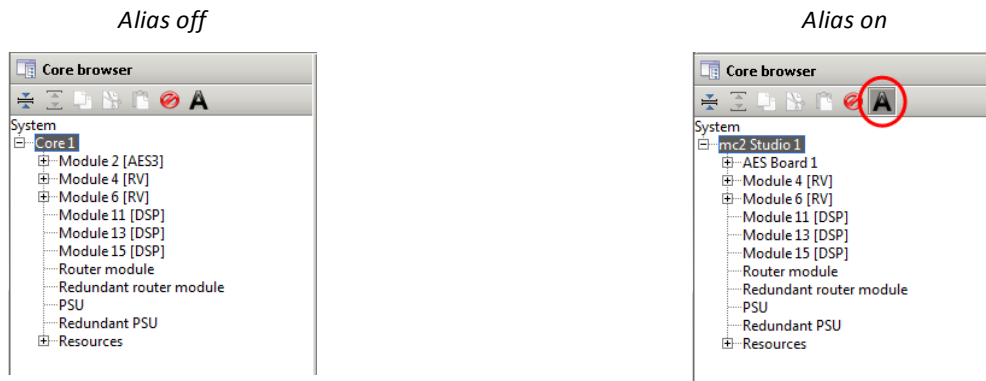 Alias off
Core browser
A
System
Core 1
Module 2 [AES3]
Module 4 [RV]
Module 6 [RV]
Module 11 [DSP]
Module 13 [DSP]
Module 15 [DSP]
Router module
Redundant router module
PSU
Redundant PSU
Resources
Alias on
Core browser
A
System
mc2 Studio 1
AES Board 1
Module 4 [RV]
Module 6 [RV]
Module 11 [DSP]
Module 13 [DSP]
Module 15 [DSP]
Router module
Redundant router module
PSU
Redundant PSU
Resources